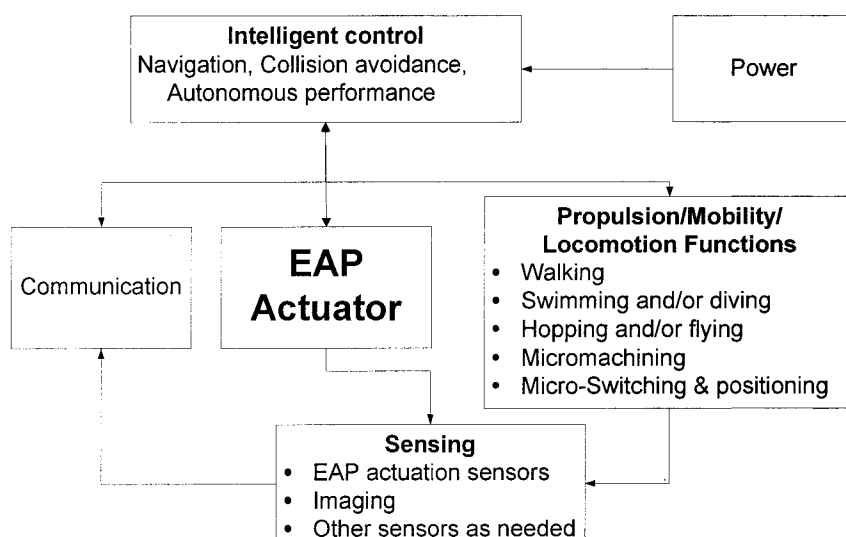 Intelligent control
Navigation, Collision avoidance,
Autonomous performance
Power
Communication
EAP
Actuator
Propulsion/Mobility/
Locomotion Functions
• Walking
• Swimming and/or diving
• Hopping and/or flying
• Micromachining
• Micro-Switching & positioning
Sensing
• EAP actuation sensors
• Imaging
• Other sensors as needed